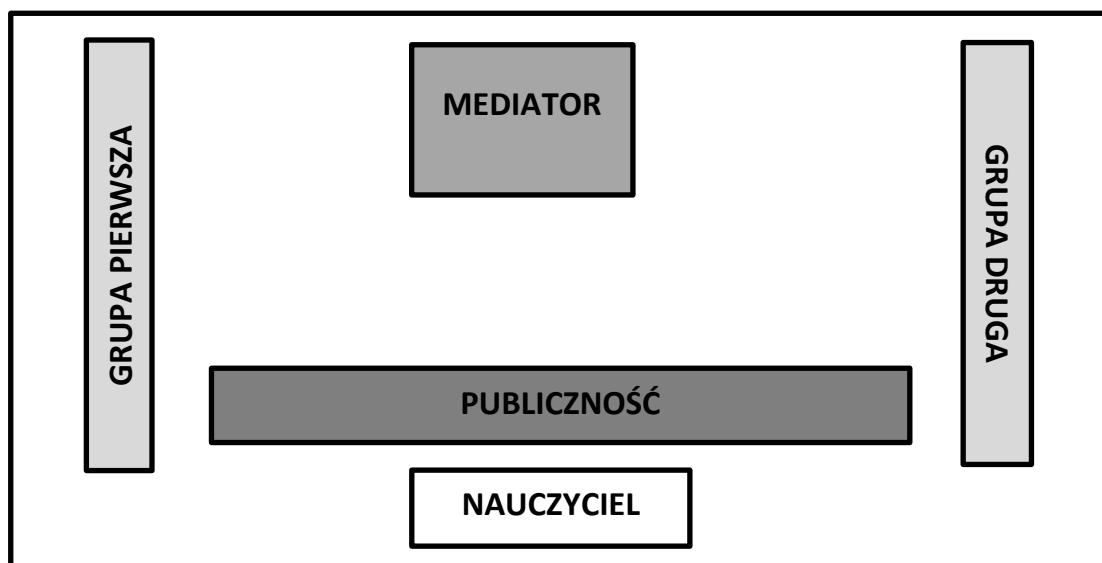 MEDIATOR
GRUPA PIERWSZA
GRUPA DRUGA
PUBLICZNOŚĆ
NAUCZYCIEL